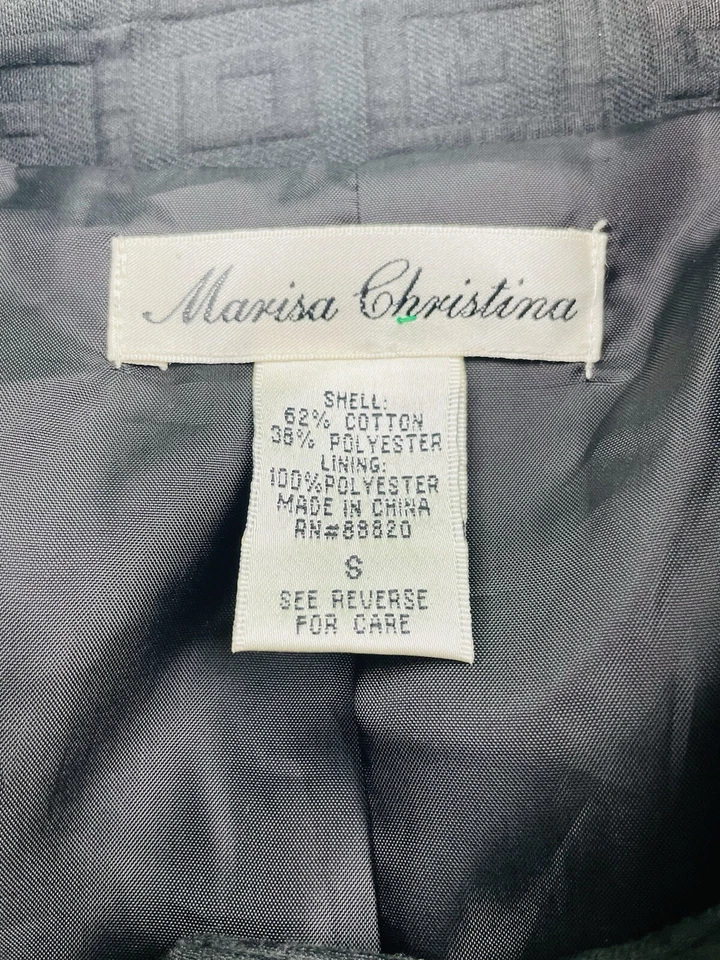 Marisa Christina
SHELL:
62% COTTON
38% POLYESTER
LINING:
100%POLYESTER
MADE IN CHINA
RN#88820
S
SEE REVERSE
FOR CARE